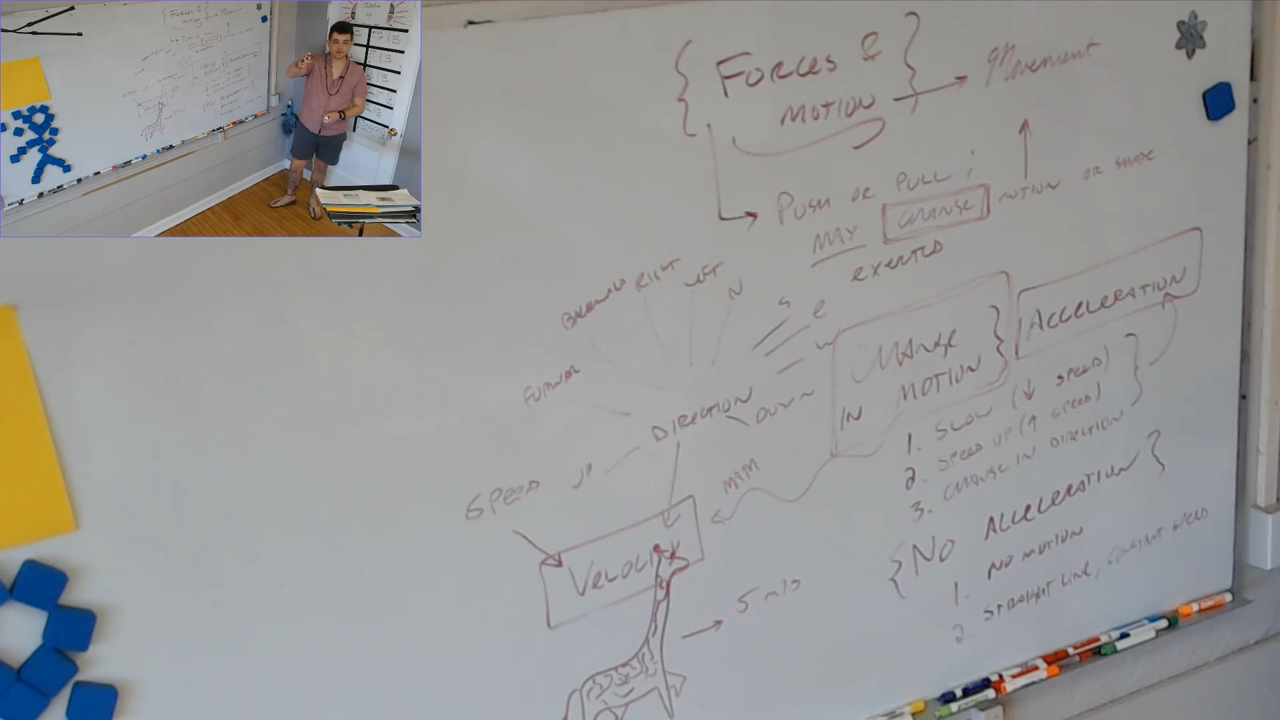 { FORCES & }
MOTION → Movement
PUSH OR PULL ;
MAY CHANGE MOTION OR SHAPE
exerted
BACKWARD RIGHT LEFT N S E W
FORWARD
DIRECTION
UP DOWN
SPEED
VELOCITY
→ 5 m/s
CHANGE
IN MOTION }
ACCELERATION
1. SLOW (↓ SPEED)
2. SPEED UP (↑ SPEED)
3. CHANGE IN DIRECTION
{ NO ACCELERATION }
1. NO MOTION
2 STRAIGHT LINE, CONSTANT SPEED